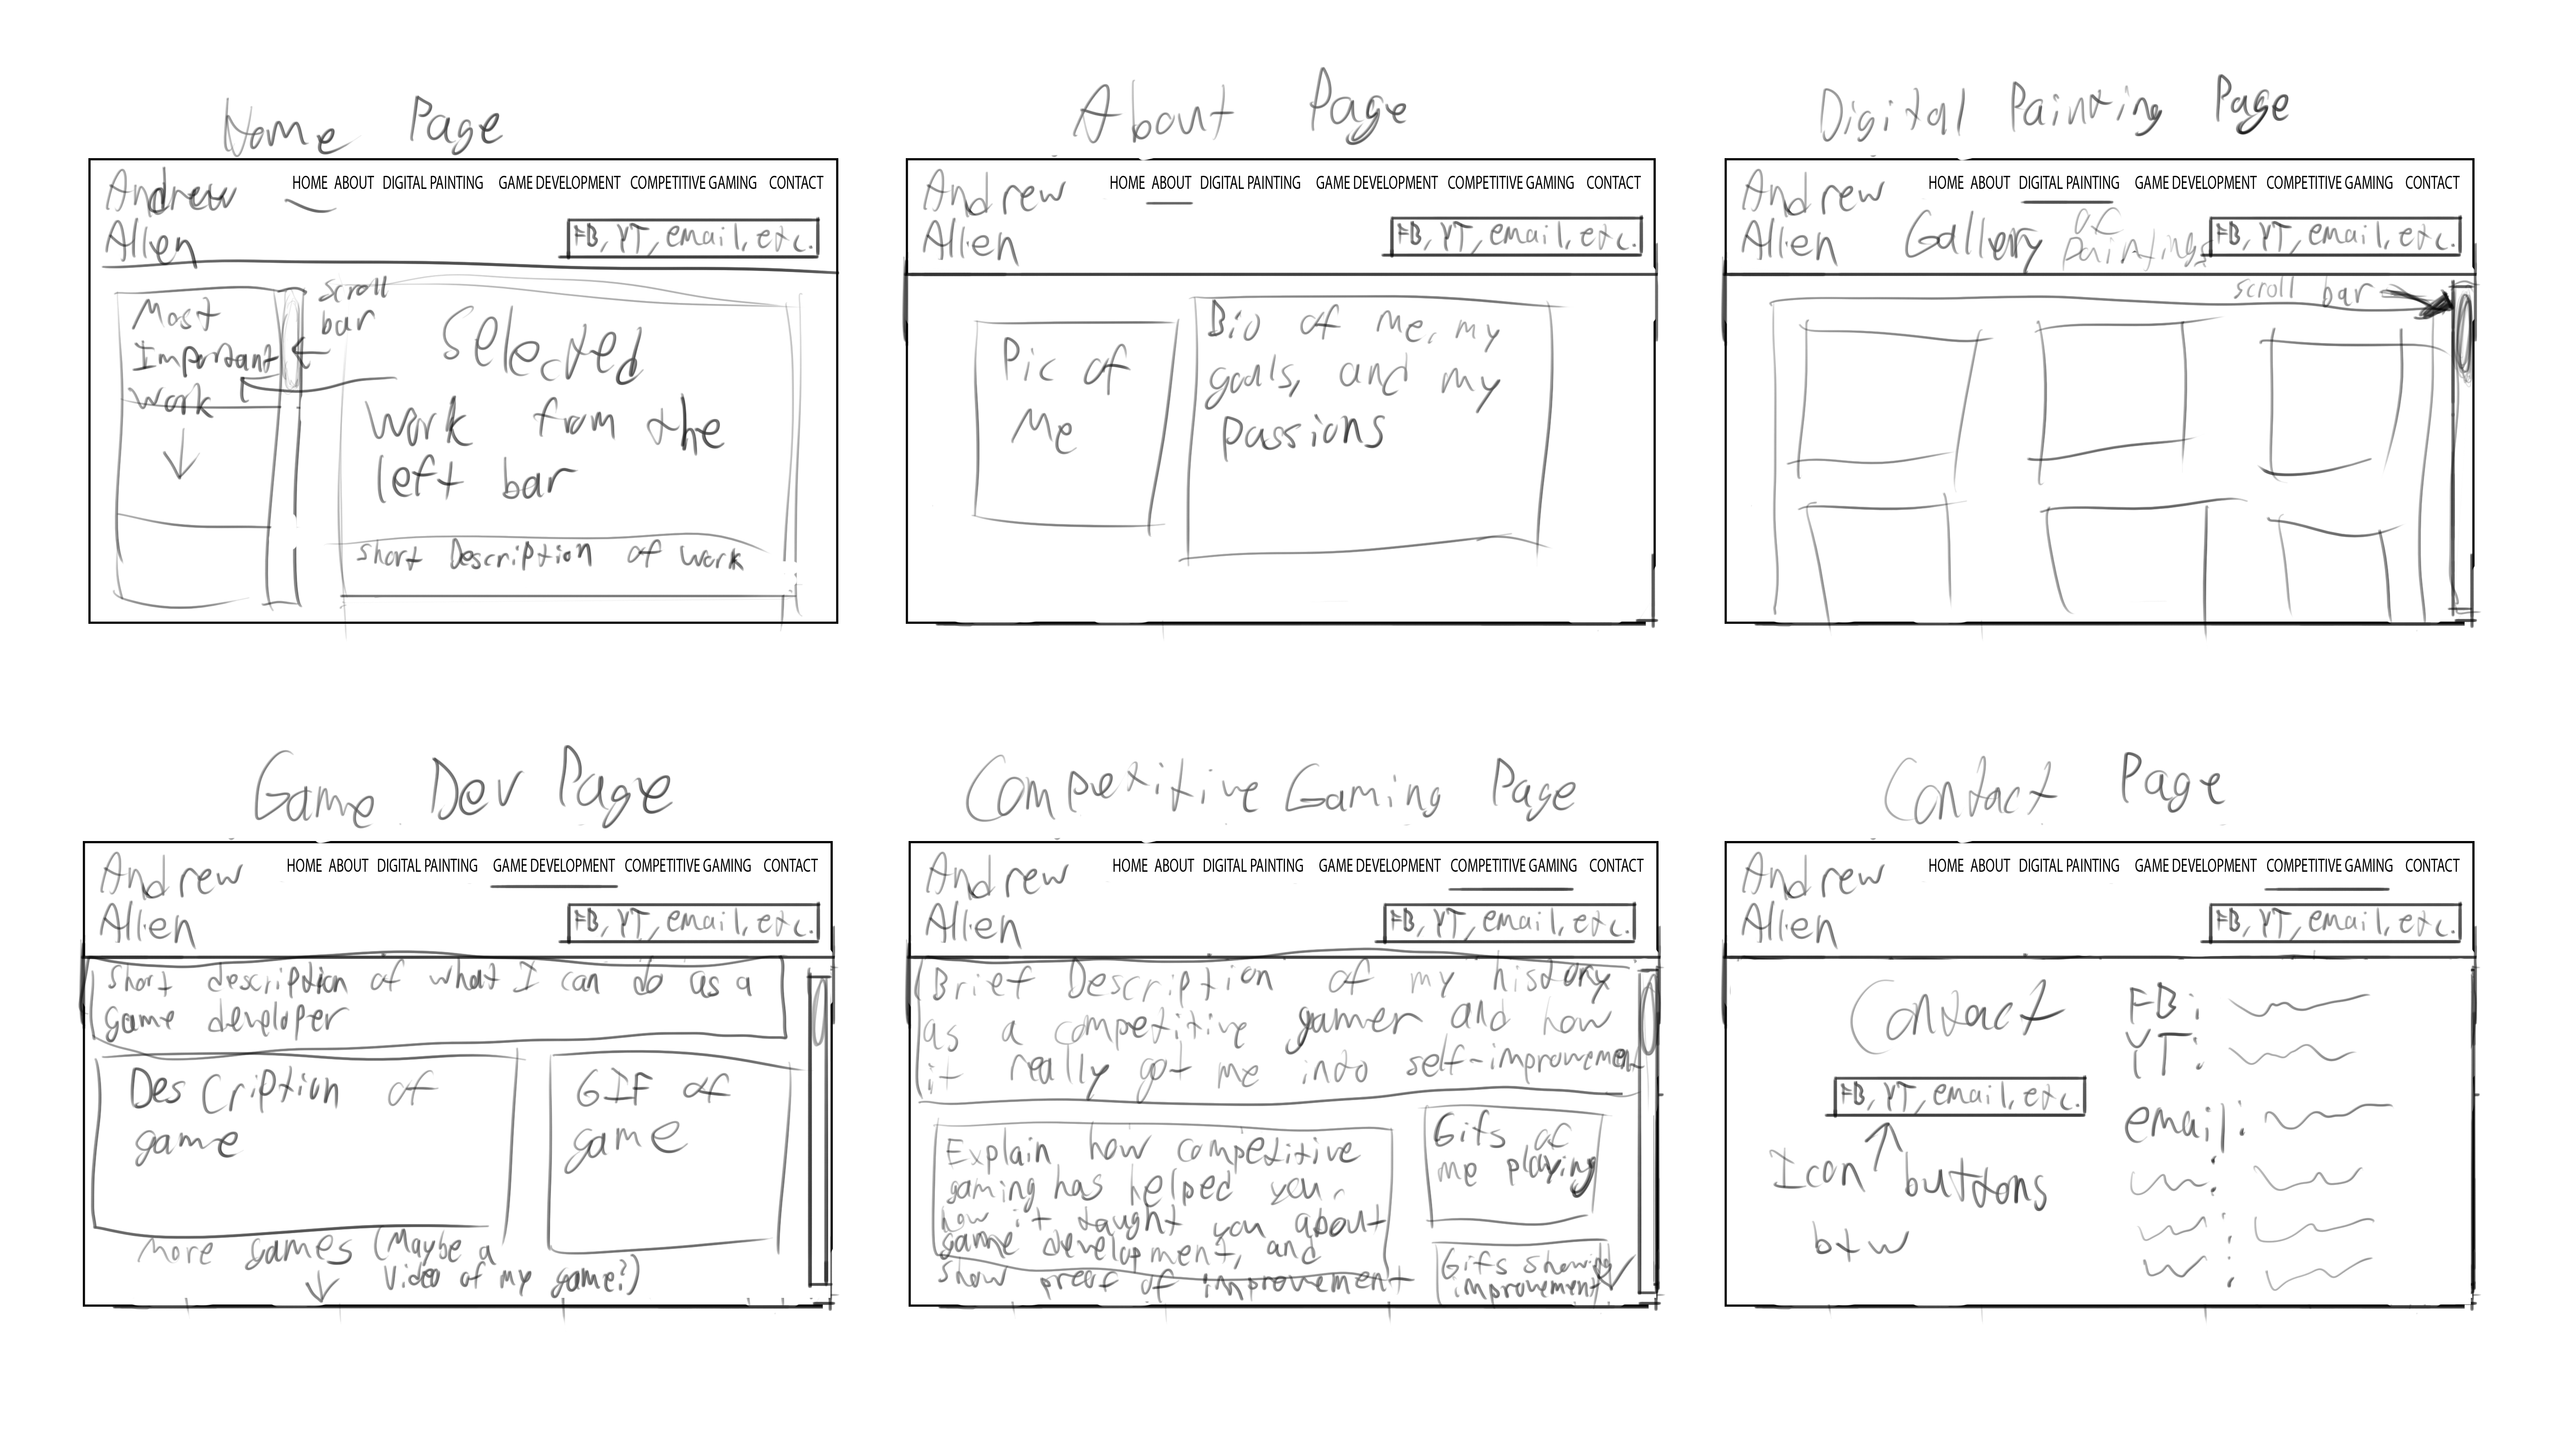 Home Page
Andrew
Allen
HOME ABOUT DIGITAL PAINTING GAME DEVELOPMENT COMPETITIVE GAMING CONTACT
FB, YT, email, etc.
Most
Important
work
scroll
bar
Selected
work from the
left bar
short Description of work
About Page
Andrew
Allen
HOME ABOUT DIGITAL PAINTING GAME DEVELOPMENT COMPETITIVE GAMING CONTACT
FB, YT, email, etc.
Pic of
Me
Bio of me, my
goals, and my
passions
Digital Painting Page
Andrew
Allen
HOME ABOUT DIGITAL PAINTING GAME DEVELOPMENT COMPETITIVE GAMING CONTACT
Gallery of
paintings
FB, YT, email, etc.
scroll bar
Game Dev Page
Andrew
Allen
HOME ABOUT DIGITAL PAINTING GAME DEVELOPMENT COMPETITIVE GAMING CONTACT
FB, YT, email, etc.
short description of what I can do as a
game developer
Description of
game
GIF of
game
more games (Maybe a
video of my game?)
Competitive Gaming Page
Andrew
Allen
HOME ABOUT DIGITAL PAINTING GAME DEVELOPMENT COMPETITIVE GAMING CONTACT
FB, YT, email, etc.
Brief Description of my history
as a competitive gamer and how
it really got me into self-improvement
Explain how competitive
gaming has helped you,
how it taught you about
game development, and
show proof of improvement
Gifs of
me playing
Gifs showing
improvement
Contact Page
Andrew
Allen
HOME ABOUT DIGITAL PAINTING GAME DEVELOPMENT COMPETITIVE GAMING CONTACT
FB, YT, email, etc.
Contact
FB, YT, email, etc.
Icon buttons
btw
FB:
YT:
email: